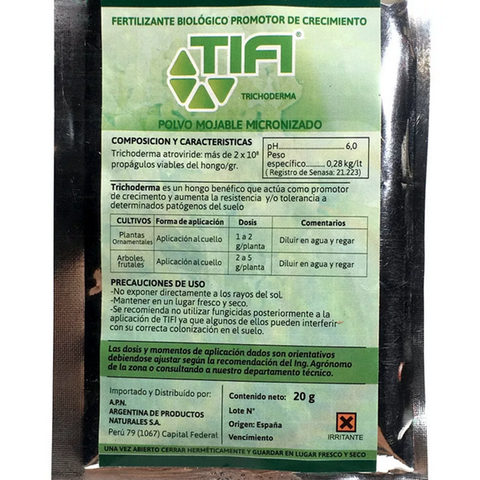 FERTILIZANTE BIOLÓGICO PROMOTOR DE CRECIMIENTO
TIFI
TRICHODERMA
POLVO MOJABLE MICRONIZADO
COMPOSICION Y CARACTERISTICAS
Trichoderma atroviride: más de 2 x 10⁸
propágulos viables del hongo/gr.
pH 6,0
Peso
específico 0,28 kg/lt
( Registro de Senasa: 21.223)
Trichoderma es un hongo benéfico que actúa como promotor
de crecimiento y aumenta la resistencia y/o tolerancia a
determinados patógenos del suelo
CULTIVOS Forma de aplicación Dosis Comentarios
Plantas Ornamentales Aplicación al cuello 1 a 2 g/planta Diluir en agua y regar
Arboles, frutales Aplicación al cuello 2 a 5 g/planta Diluir en agua y regar
PRECAUCIONES DE USO
-No exponer directamente a los rayos del sol.
-Mantener en un lugar fresco y seco.
-Se recomienda no utilizar fungicidas posteriormente a la
aplicación de TIFI ya que algunos de ellos pueden interferir
con su correcta colonización en el suelo.
Las dosis y momentos de aplicación dados son orientativos
debiendose ajustar según la recomendación del Ing. Agrónomo
de la zona o consultando a nuestro departamento técnico.
Importado y Distribuido por:
A.P.N.
ARGENTINA DE PRODUCTOS
NATURALES S.A.
Perú 79 (1067) Capital Federal
Contenido neto: 20 g
Lote Nº
Origen: España
Vencimiento
IRRITANTE
UNA VEZ ABIERTO CERRAR HERMÉTICAMENTE Y GUARDAR EN LUGAR FRESCO Y SECO